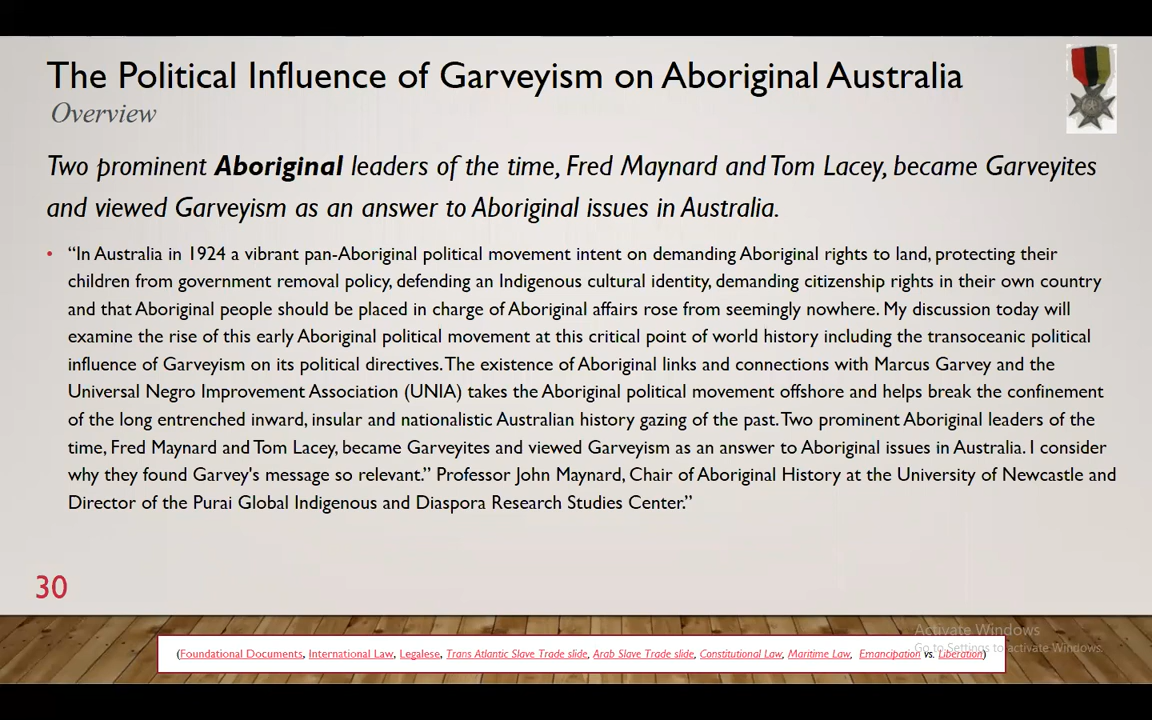 The Political Influence of Garveyism on Aboriginal Australia
Overview
Two prominent Aboriginal leaders of the time, Fred Maynard and Tom Lacey, became Garveyites
and viewed Garveyism as an answer to Aboriginal issues in Australia.
• “In Australia in 1924 a vibrant pan-Aboriginal political movement intent on demanding Aboriginal rights to land, protecting their
children from government removal policy, defending an Indigenous cultural identity, demanding citizenship rights in their own country
and that Aboriginal people should be placed in charge of Aboriginal affairs rose from seemingly nowhere. My discussion today will
examine the rise of this early Aboriginal political movement at this critical point of world history including the transoceanic political
influence of Garveyism on its political directives. The existence of Aboriginal links and connections with Marcus Garvey and the
Universal Negro Improvement Association (UNIA) takes the Aboriginal political movement offshore and helps break the confinement
of the long entrenched inward, insular and nationalistic Australian history gazing of the past. Two prominent Aboriginal leaders of the
time, Fred Maynard and Tom Lacey, became Garveyites and viewed Garveyism as an answer to Aboriginal issues in Australia. I consider
why they found Garvey's message so relevant.” Professor John Maynard, Chair of Aboriginal History at the University of Newcastle and
Director of the Purai Global Indigenous and Diaspora Research Studies Center.”
30
Activate Windows
Go to Settings to activate Windows.
(Foundational Documents, International Law, Legalese, Trans Atlantic Slave Trade slide, Arab Slave Trade slide, Constitutional Law, Maritime Law, Emancipation vs. Liberation)